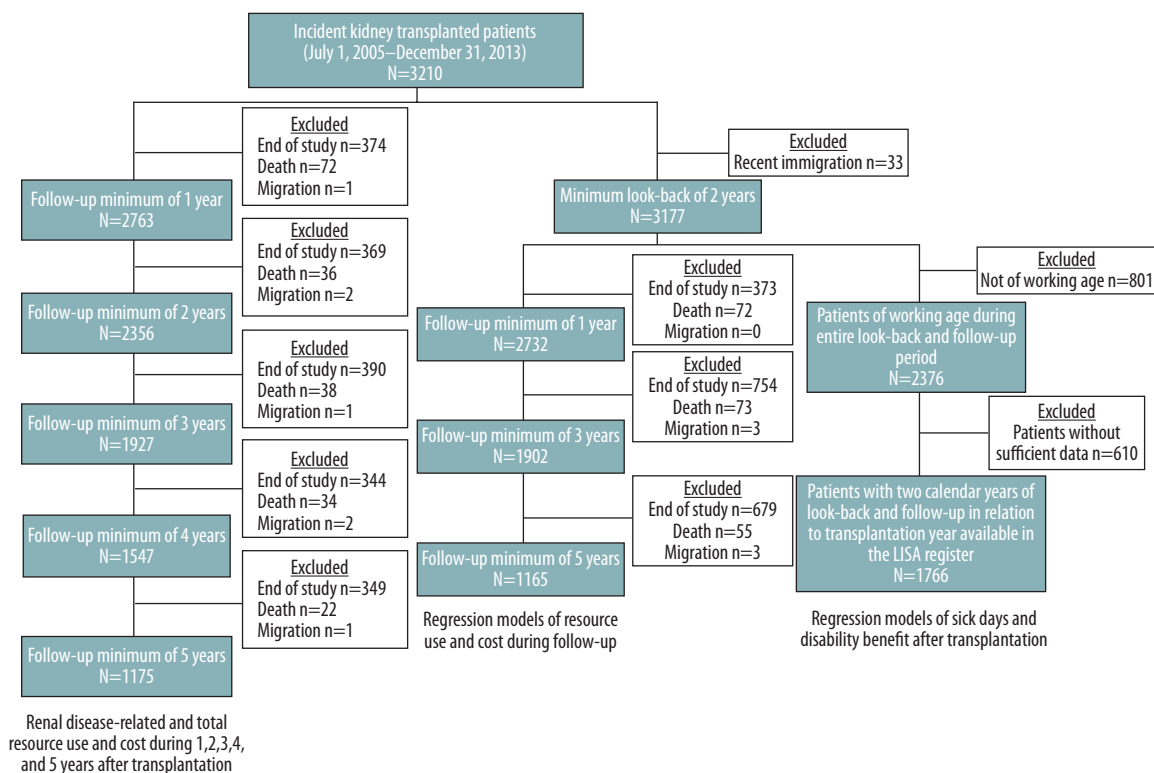 Incident kidney transplanted patients
(July 1, 2005–December 31, 2013)
N=3210
Excluded
End of study n=374
Death n=72
Migration n=1
Follow-up minimum of 1 year
N=2763
Excluded
End of study n=369
Death n=36
Migration n=2
Follow-up minimum of 2 years
N=2356
Excluded
End of study n=390
Death n=38
Migration n=1
Follow-up minimum of 3 years
N=1927
Excluded
End of study n=344
Death n=34
Migration n=2
Follow-up minimum of 4 years
N=1547
Excluded
End of study n=349
Death n=22
Migration n=1
Follow-up minimum of 5 years
N=1175
Renal disease-related and total
resource use and cost during 1,2,3,4,
and 5 years after transplantation
Excluded
Recent immigration n=33
Minimum look-back of 2 years
N=3177
Excluded
End of study n=373
Death n=72
Migration n=0
Follow-up minimum of 1 year
N=2732
Excluded
End of study n=754
Death n=73
Migration n=3
Follow-up minimum of 3 years
N=1902
Excluded
End of study n=679
Death n=55
Migration n=3
Follow-up minimum of 5 years
N=1165
Regression models of resource
use and cost during follow-up
Excluded
Not of working age n=801
Patients of working age during
entire look-back and follow-up
period
N=2376
Excluded
Patients without
sufficient data n=610
Patients with two calendar years of
look-back and follow-up in relation
to transplantation year available in
the LISA register
N=1766
Regression models of sick days and
disability benefit after transplantation